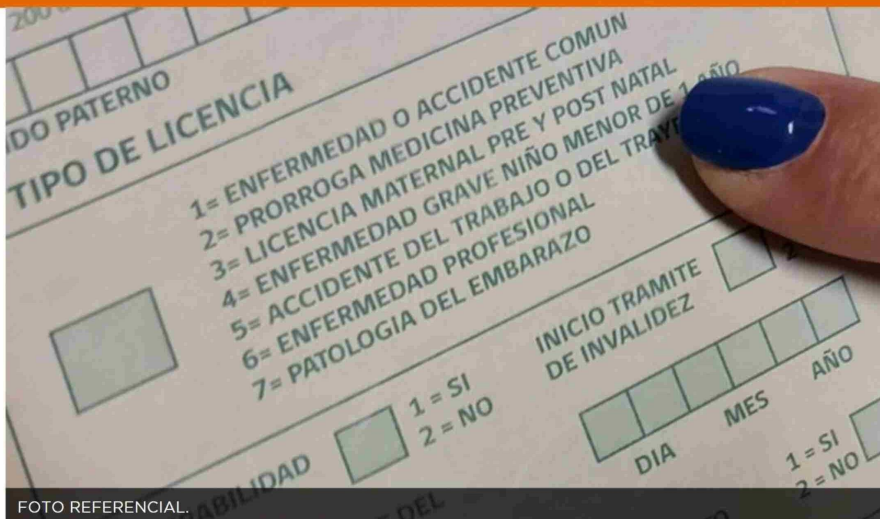 200
DO PATERNO
TIPO DE LICENCIA
1= ENFERMEDAD O ACCIDENTE COMUN
2= PRORROGA MEDICINA PREVENTIVA
3= LICENCIA MATERNAL PRE Y POST NATAL
4= ENFERMEDAD GRAVE NIÑO MENOR DE 1 AÑO
5= ACCIDENTE DEL TRABAJO O DEL TRAY
6= ENFERMEDAD PROFESIONAL
7= PATOLOGIA DEL EMBARAZO
INICIO TRAMITE
DE INVALIDEZ
2
1 = SI
2 = NO
DIA MES AÑO
ABILIDAD
DEL
1 = SI
2 = NO
FOTO REFERENCIAL.